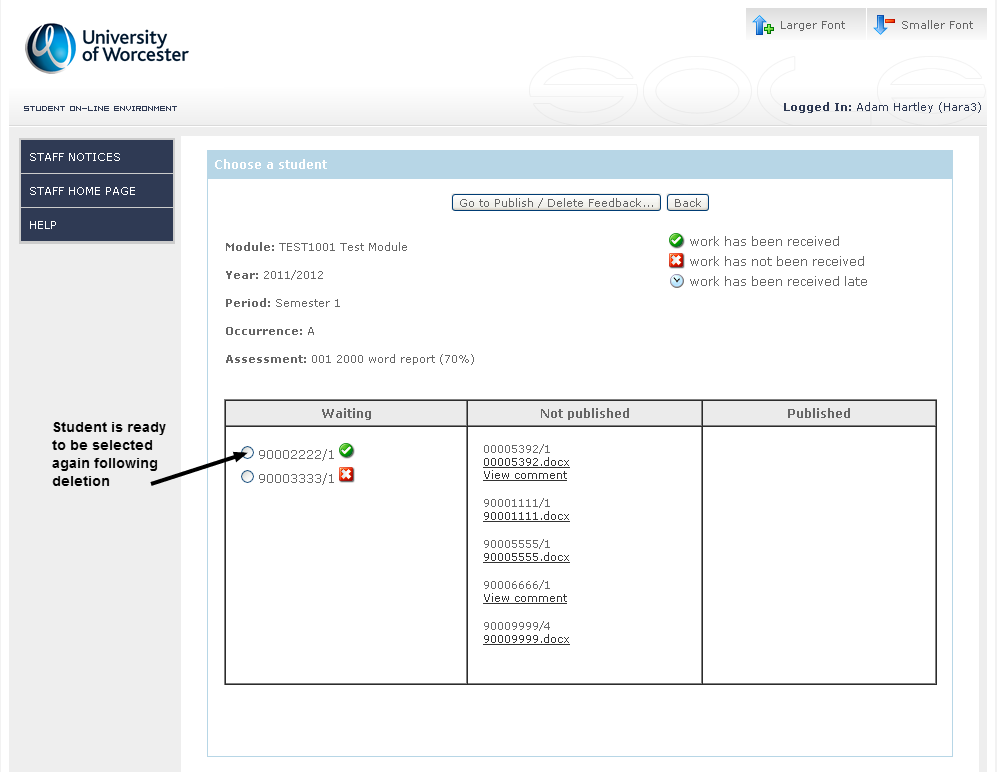 University
of Worcester
Larger Font
Smaller Font
SOLE
STUDENT ON-LINE ENVIRONMENT
Logged In: Adam Hartley (Hara3)
STAFF NOTICES
STAFF HOME PAGE
HELP
Choose a student
Go to Publish / Delete Feedback...
Back
Module: TEST1001 Test Module
Year: 2011/2012
Period: Semester 1
Occurrence: A
Assessment: 001 2000 word report (70%)
work has been received
work has not been received
work has been received late
Student is ready
to be selected
again following
deletion
Waiting
90002222/1
90003333/1
Not published
00005392/1
00005392.docx
View comment
90001111/1
90001111.docx
90005555/1
90005555.docx
90006666/1
View comment
90009999/4
90009999.docx
Published